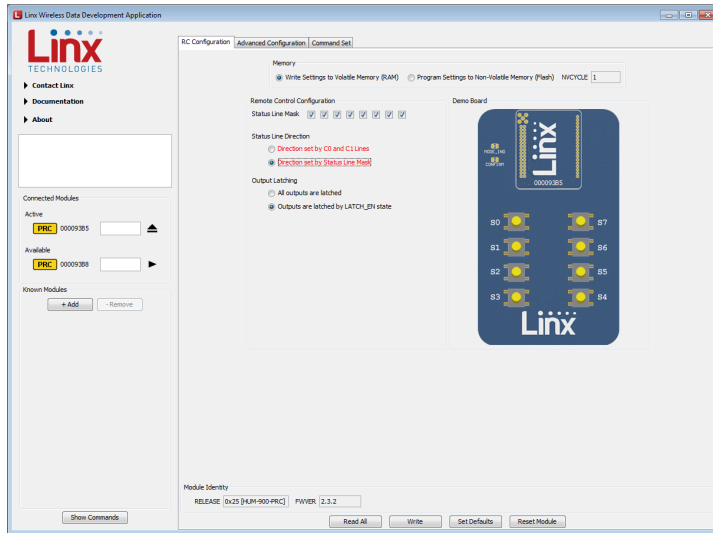 Linx Wireless Data Development Application
Linx
TECHNOLOGIES
Contact Linx
Documentation
About
Connected Modules
Active
PRC 000093B5
Available
PRC 000093B8
Known Modules
+ Add - Remove
Show Commands
RC Configuration Advanced Configuration Command Set
Memory
Write Settings to Volatile Memory (RAM) Program Settings to Non-Volatile Memory (Flash) NVCYCLE 1
Remote Control Configuration
Status Line Mask
Status Line Direction
Direction set by C0 and C1 Lines
Direction set by Status Line Mask
Output Latching
All outputs are latched
Outputs are latched by LATCH_EN state
Demo Board
Linx
MODE_IND
CONFIRM
000093B5
S0 S7
S1 S6
S2 S5
S3 S4
Linx
Module Identity
RELEASE 0x25 [HUM-900-PRC] FWVER 2.3.2
Read All Write Set Defaults Reset Module